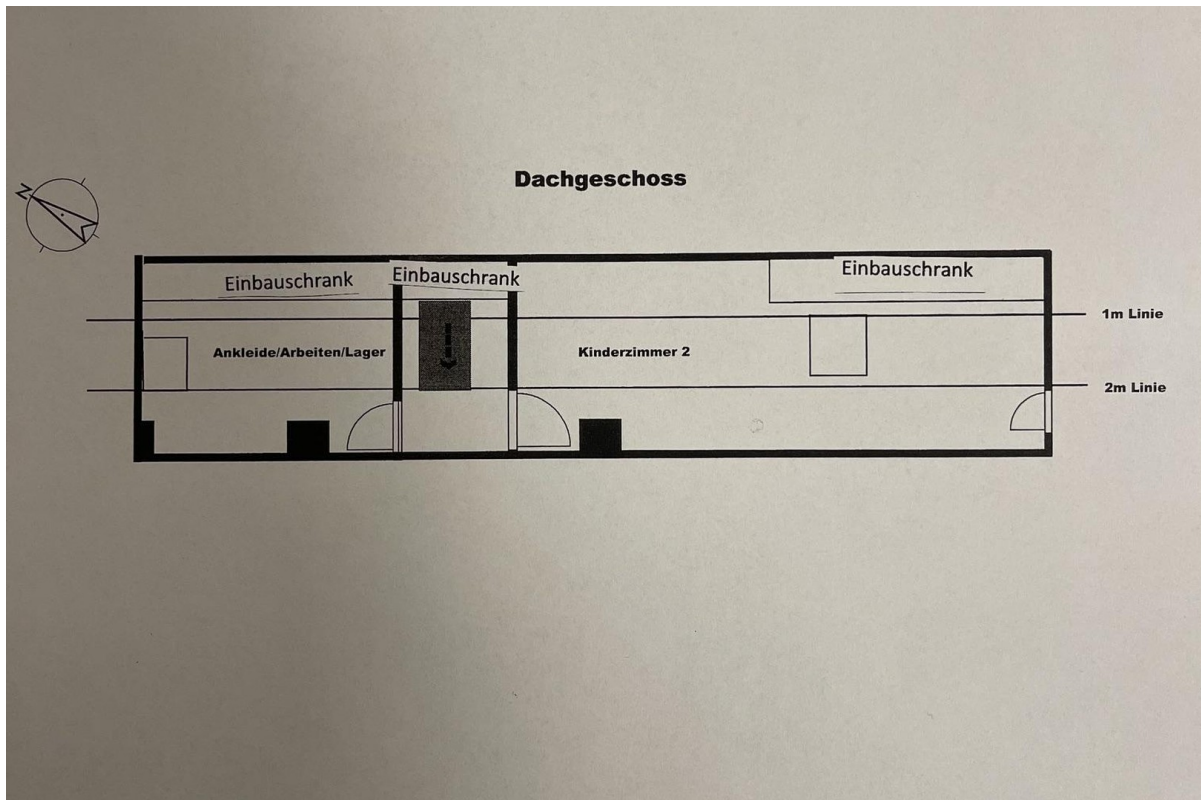 Dachgeschoss
N
Einbauschrank
Einbauschrank
Einbauschrank
1m Linie
Ankleide/Arbeiten/Lager
Kinderzimmer 2
2m Linie